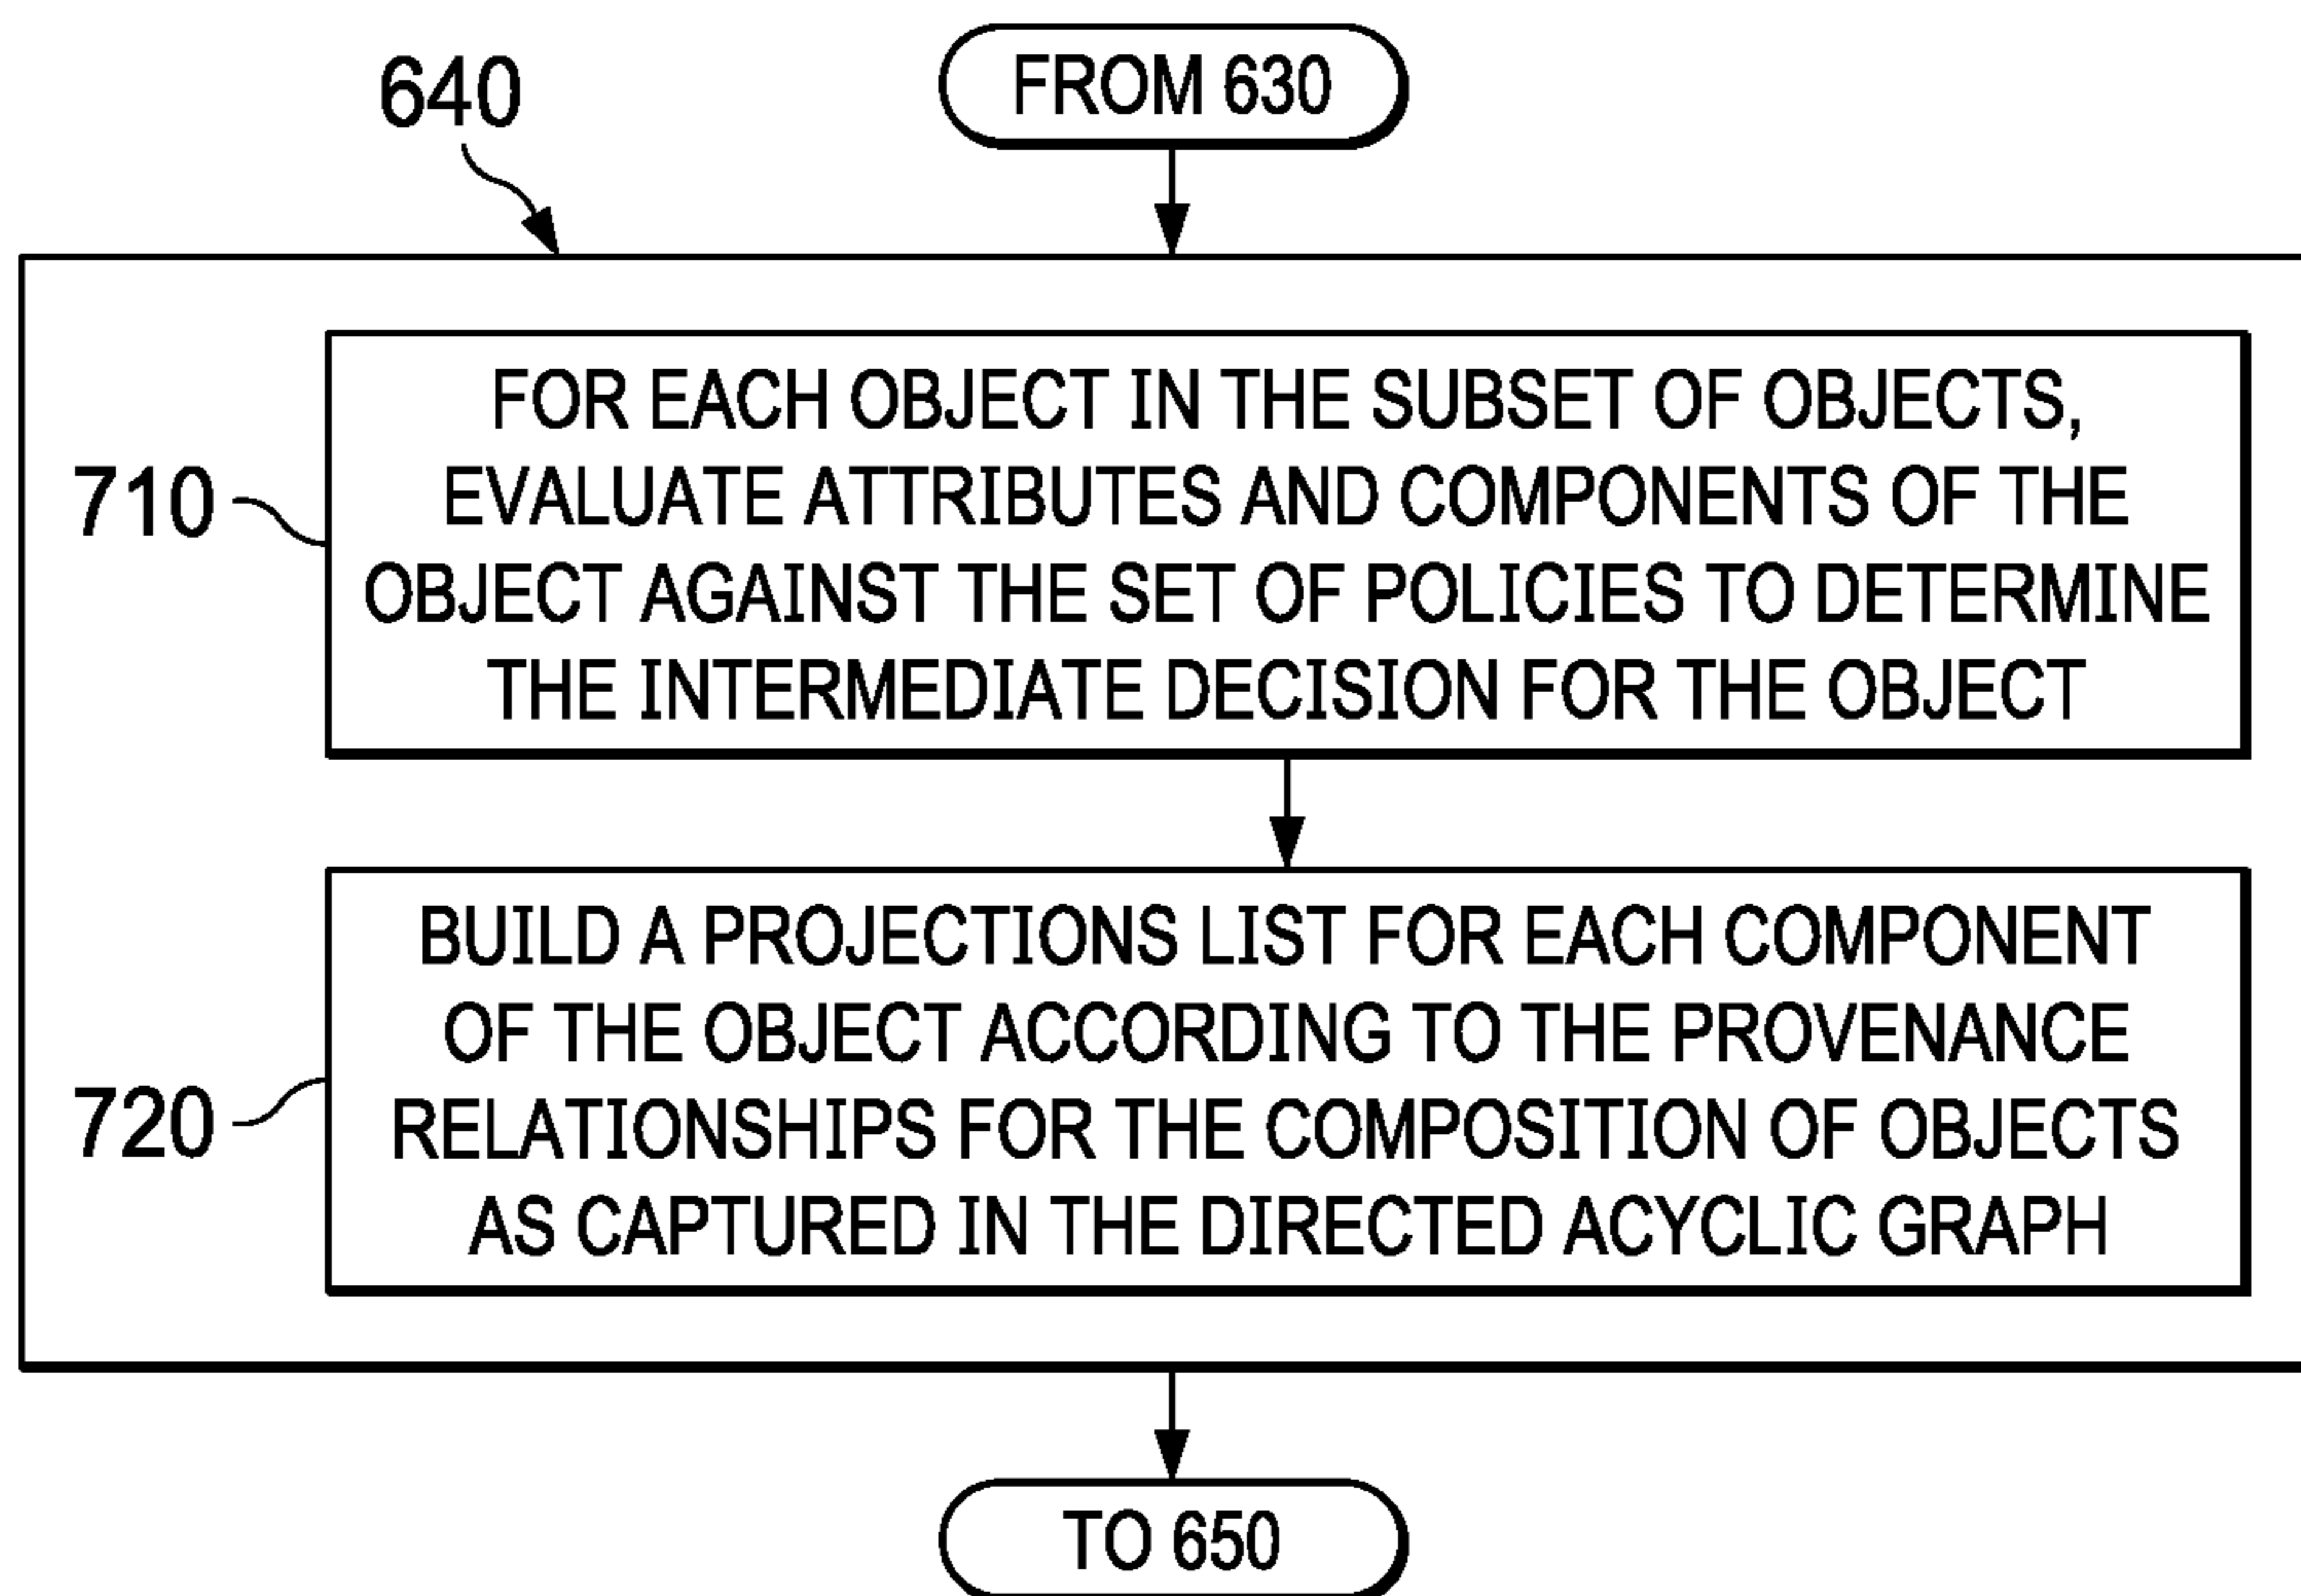 640
FROM 630
710
FOR EACH OBJECT IN THE SUBSET OF OBJECTS,
EVALUATE ATTRIBUTES AND COMPONENTS OF THE
OBJECT AGAINST THE SET OF POLICIES TO DETERMINE
THE INTERMEDIATE DECISION FOR THE OBJECT
720
BUILD A PROJECTIONS LIST FOR EACH COMPONENT
OF THE OBJECT ACCORDING TO THE PROVENANCE
RELATIONSHIPS FOR THE COMPOSITION OF OBJECTS
AS CAPTURED IN THE DIRECTED ACYCLIC GRAPH
TO 650